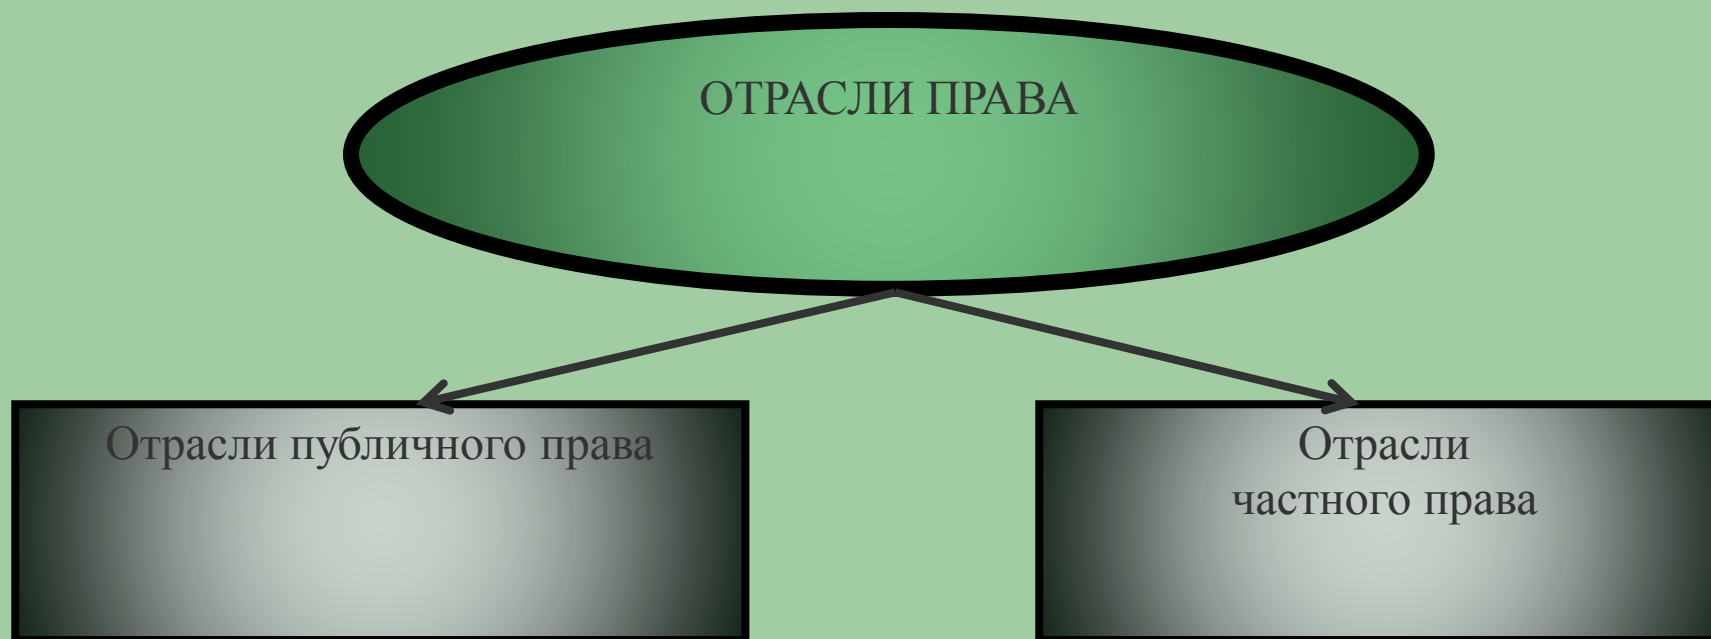 ОТРАСЛИ ПРАВА
Отрасли публичного права
Отрасли
частного права